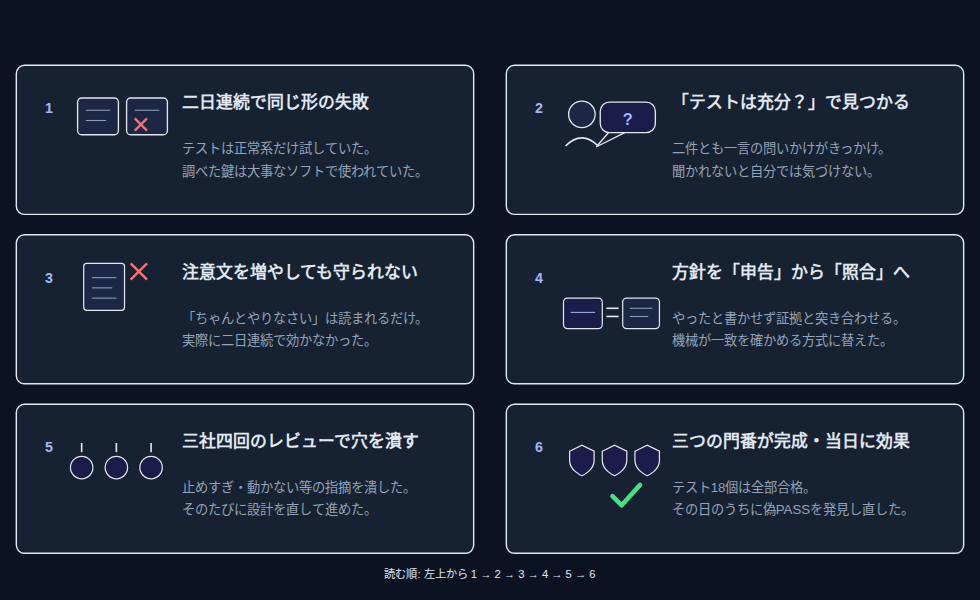 1
二日連続で同じ形の失敗
テストは正常系だけ試していた。
調べた鍵は大事なソフトで使われていた。
2
?
「テストは充分？」で見つかる
二件とも一言の問いかけがきっかけ。
聞かれないと自分では気づけない。
3
注意文を増やしても守られない
「ちゃんとやりなさい」は読まれるだけ。
実際に二日連続で効かなかった。
4
方針を「申告」から「照合」へ
やったと書かせず証拠と突き合わせる。
機械が一致を確かめる方式に替えた。
5
三社四回のレビューで穴を潰す
止めすぎ・動かない等の指摘を潰した。
そのたびに設計を直して進めた。
6
三つの門番が完成・当日に効果
テスト18個は全部合格。
その日のうちに偽PASSを発見し直した。
読む順: 左上から 1 → 2 → 3 → 4 → 5 → 6